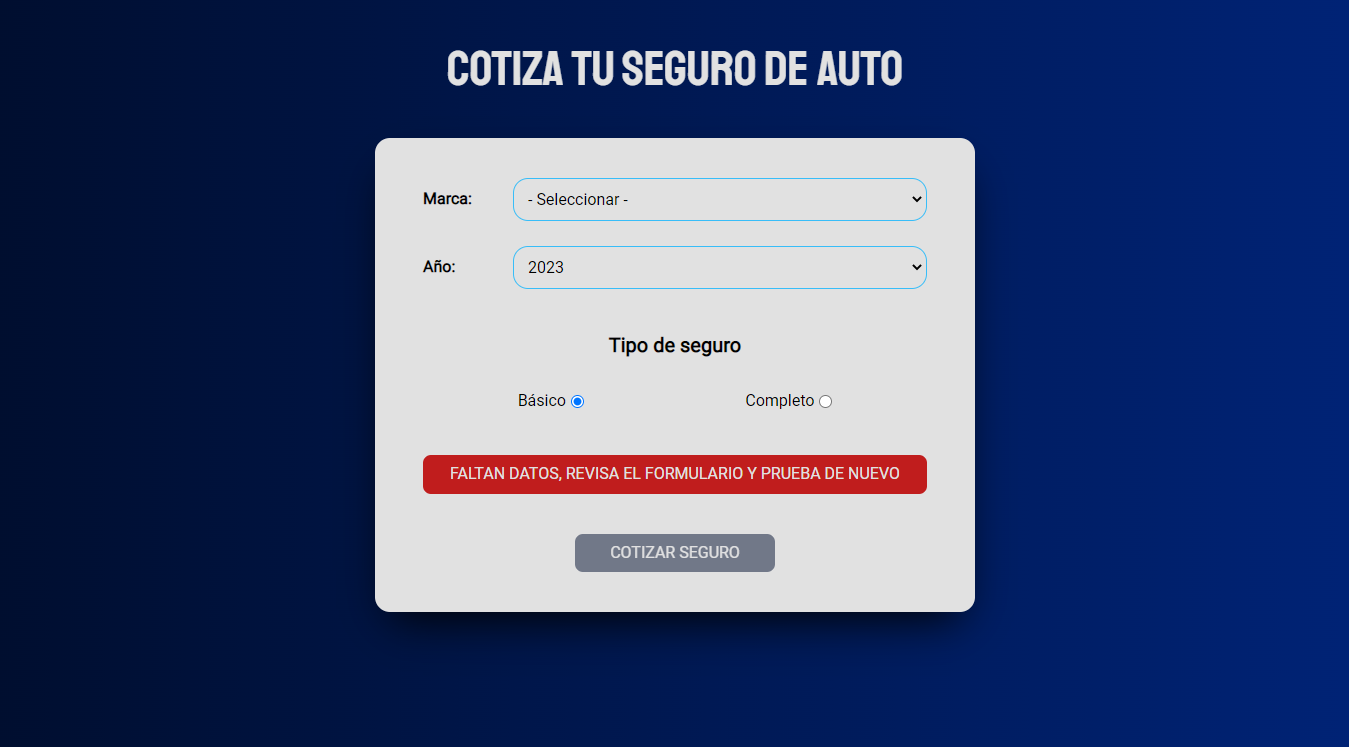 COTIZA TU SEGURO DE AUTO
Marca: - Seleccionar -
Año: 2023
Tipo de seguro
Básico Completo
FALTAN DATOS, REVISA EL FORMULARIO Y PRUEBA DE NUEVO
COTIZAR SEGURO